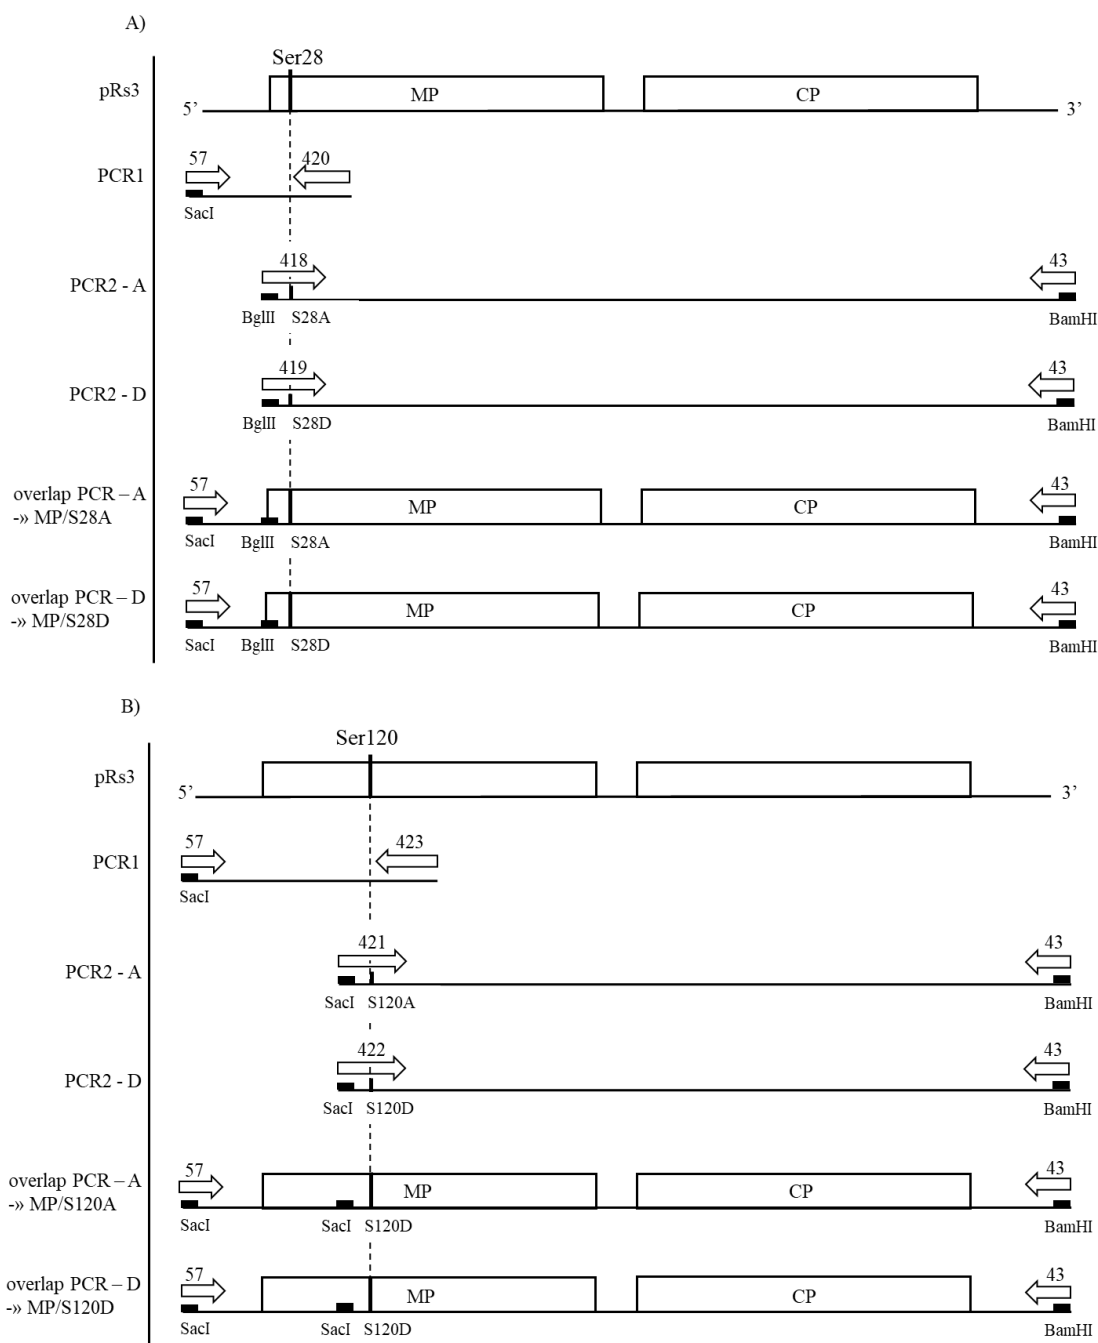 A)
Ser28
pRs3
MP
CP
5’
3’
57
420
PCR1
SacI
418
43
PCR2 - A
BglII
S28A
BamHI
419
43
PCR2 - D
BglII
S28D
BamHI
overlap PCR – A
-» MP/S28A
57
MP
CP
43
SacI
BglII
S28A
BamHI
overlap PCR – D
-» MP/S28D
57
MP
CP
43
SacI
BglII
S28D
BamHI
B)
Ser120
pRs3
5’
3’
57
423
PCR1
SacI
421
43
PCR2 - A
SacI
S120A
BamHI
422
43
PCR2 - D
SacI
S120D
BamHI
overlap PCR – A
-» MP/S120A
57
MP
CP
43
SacI
SacI
S120D
BamHI
overlap PCR – D
-» MP/S120D
57
MP
CP
43
SacI
SacI
S120D
BamHI